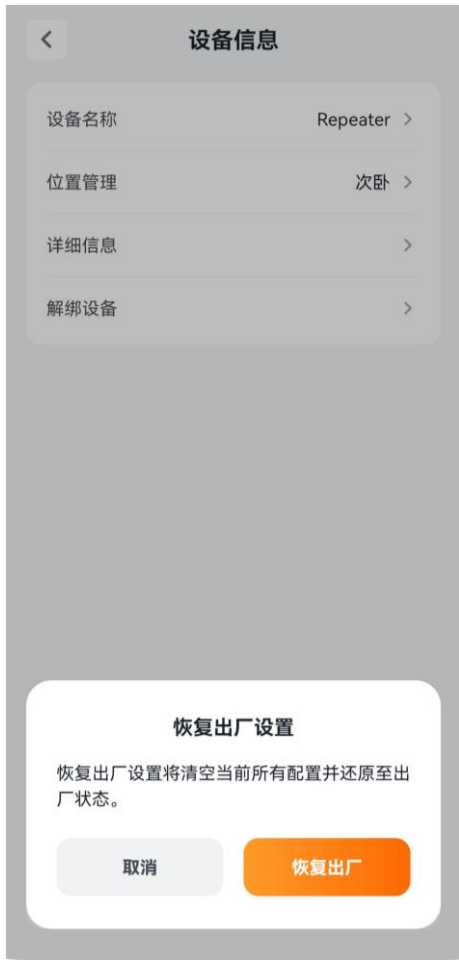 设备信息
设备名称 Repeater
位置管理 次卧
详细信息
解绑设备
恢复出厂设置
恢复出厂设置将清空当前所有配置并还原至出
厂状态。
取消 恢复出厂